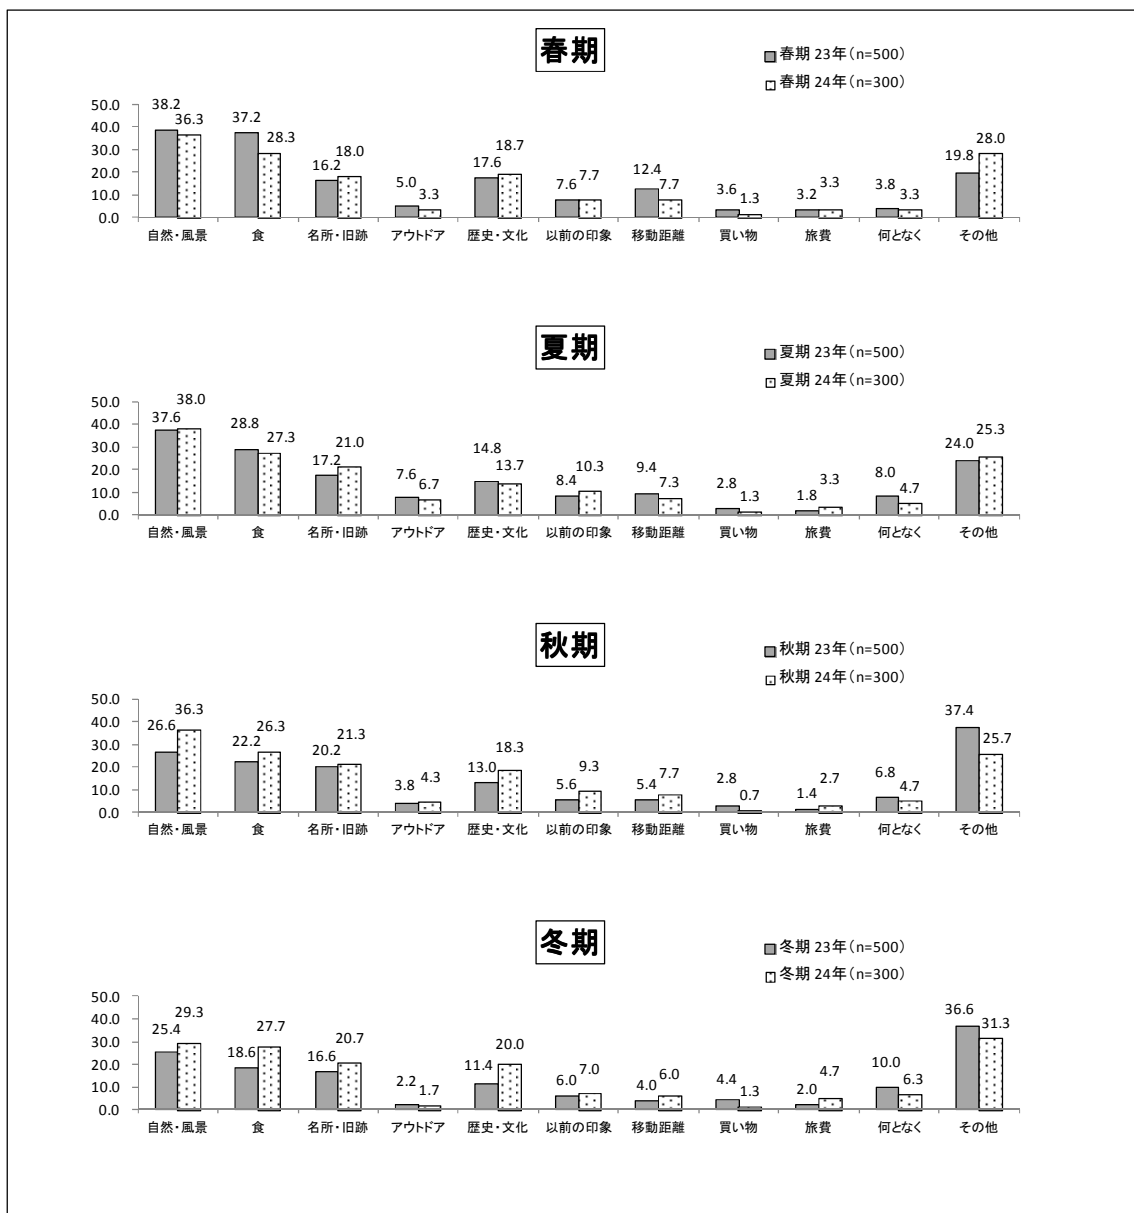 春期
春期 23年(n=500)
春期 24年(n=300)
50.0
40.0
30.0
20.0
10.0
0.0
38.2 36.3 37.2 28.3 16.2 18.0 5.0 3.3 17.6 18.7 7.6 7.7 12.4 7.7 3.6 1.3 3.2 3.3 3.8 3.3 19.8 28.0
自然・風景 食 名所・旧跡 アウトドア 歴史・文化 以前の印象 移動距離 買い物 旅費 何となく その他
夏期
夏期 23年(n=500)
夏期 24年(n=300)
50.0
40.0
30.0
20.0
10.0
0.0
37.6 38.0 28.8 27.3 17.2 21.0 7.6 6.7 14.8 13.7 8.4 10.3 9.4 7.3 2.8 1.3 1.8 3.3 8.0 4.7 24.0 25.3
自然・風景 食 名所・旧跡 アウトドア 歴史・文化 以前の印象 移動距離 買い物 旅費 何となく その他
秋期
秋期 23年(n=500)
秋期 24年(n=300)
50.0
40.0
30.0
20.0
10.0
0.0
26.6 36.3 22.2 26.3 20.2 21.3 3.8 4.3 13.0 18.3 5.6 9.3 5.4 7.7 2.8 0.7 1.4 2.7 6.8 4.7 37.4 25.7
自然・風景 食 名所・旧跡 アウトドア 歴史・文化 以前の印象 移動距離 買い物 旅費 何となく その他
冬期
冬期 23年(n=500)
冬期 24年(n=300)
50.0
40.0
30.0
20.0
10.0
0.0
25.4 29.3 18.6 27.7 16.6 20.7 2.2 1.7 11.4 20.0 6.0 7.0 4.0 6.0 4.4 1.3 2.0 4.7 10.0 6.3 36.6 31.3
自然・風景 食 名所・旧跡 アウトドア 歴史・文化 以前の印象 移動距離 買い物 旅費 何となく その他